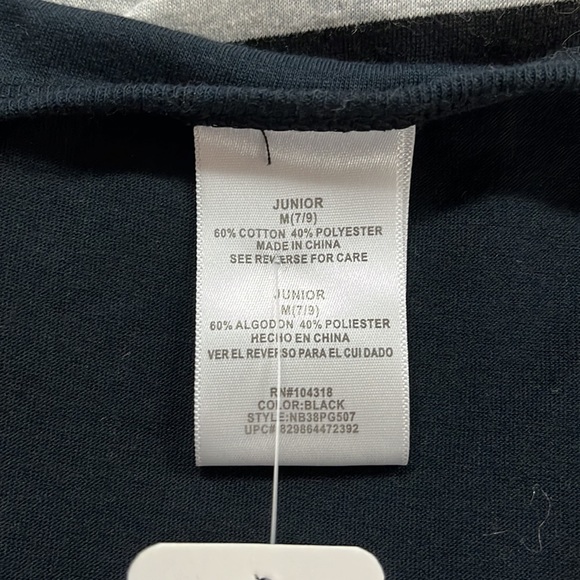 JUNIOR
M(7/9)
60% COTTON 40% POLYESTER
MADE IN CHINA
SEE REVERSE FOR CARE
JUNIOR
M(7/9)
60% ALGODON 40% POLIESTER
HECHO EN CHINA
VER EL REVERSO PARA EL CUIDADO
RN#104318
COLOR:BLACK
STYLE:NB38PG507
UPC#:829864472392